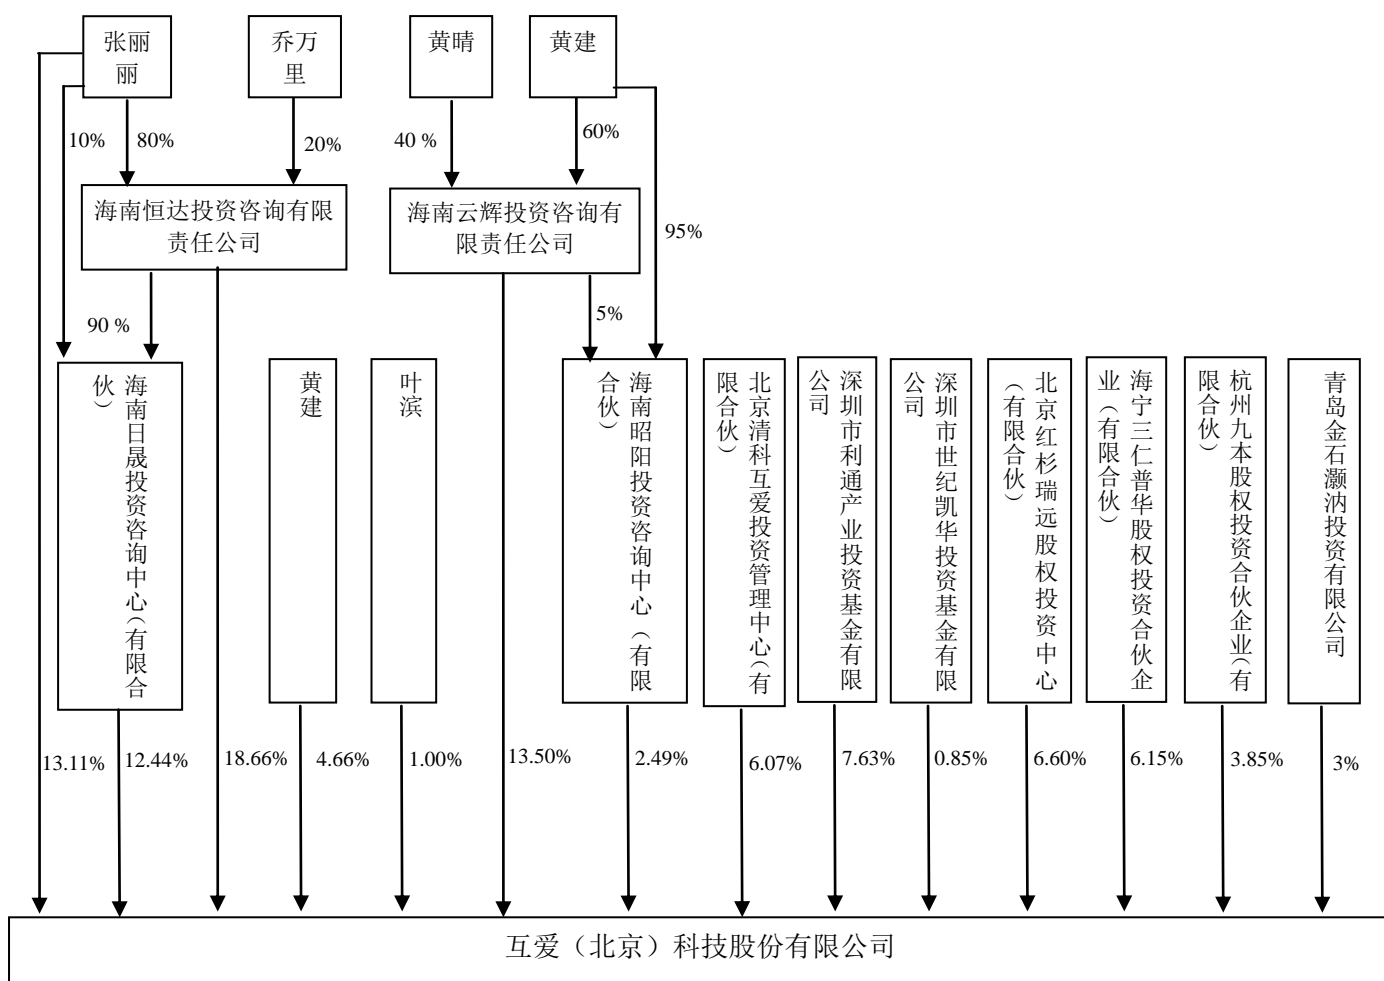 张丽
丽
乔万
里
黄晴
黄建
10%
80%
20%
40 %
60%
95%
海南恒达投资咨询有限
责任公司
海南云辉投资咨询有
限责任公司
90 %
5%
海南日晟投资咨询中心（有限合
伙）
黄建
叶滨
海南昭阳投资咨询中心（有限
合伙）
北京清科互爱投资管理中心（有
限合伙）
深圳市利通产业投资基金有限
公司
深圳市世纪凯华投资基金有限
公司
北京红杉瑞远股权投资中心
（有限合伙）
海宁三仁普华股权投资合伙企
业（有限合伙）
杭州九本股权投资合伙企业（有
限合伙）
青岛金石灏汭投资有限公司
13.11%
12.44%
18.66%
4.66%
1.00%
13.50%
2.49%
6.07%
7.63%
0.85%
6.60%
6.15%
3.85%
3%
互爱（北京）科技股份有限公司